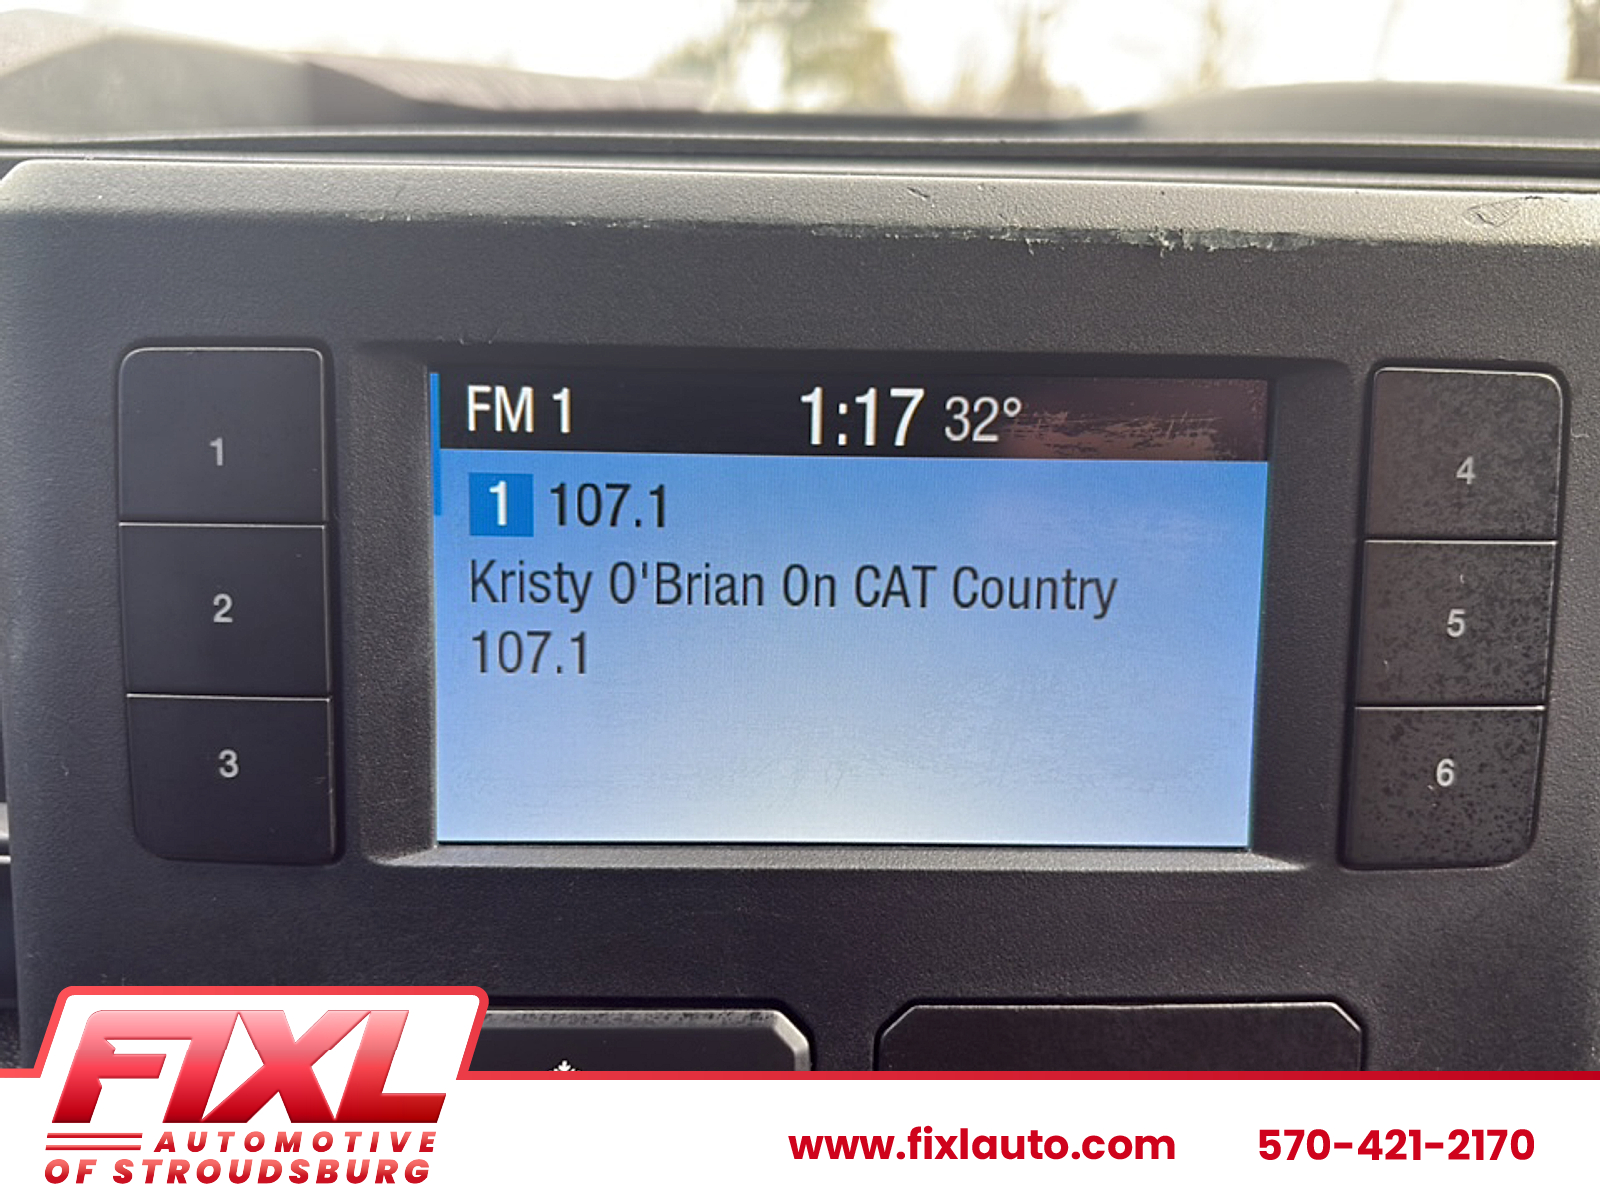 FM 1 1:17 32°
1 107.1
Kristy O'Brian On CAT Country
107.1
1
2
3
4
5
6
FIXL
AUTOMOTIVE
OF STROUDSBURG
www.fixlauto.com 570-421-2170